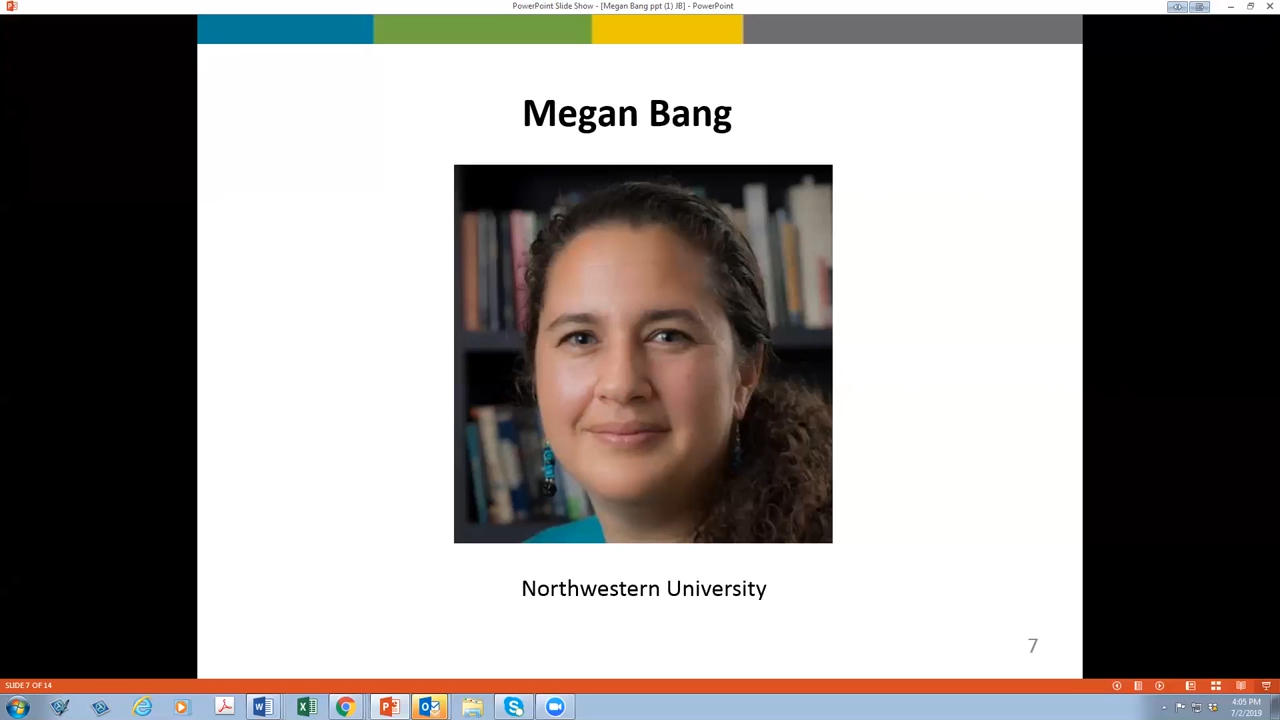 PowerPoint Slide Show - [Megan Bang ppt (1) JB] - PowerPoint
Megan Bang
Northwestern University
7
SLIDE 7 OF 14
4:05 PM
7/2/2019